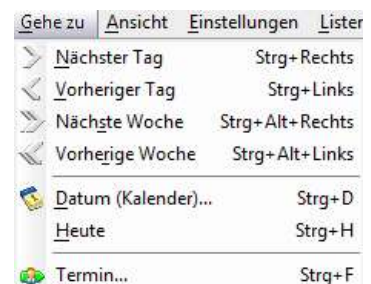 Gehe zu Ansicht Einstellungen Listen
Nächster Tag Strg+Rechts
Vorheriger Tag Strg+Links
Nächste Woche Strg+Alt+Rechts
Vorherige Woche Strg+Alt+Links
Datum (Kalender)... Strg+D
Heute Strg+H
Termin... Strg+F